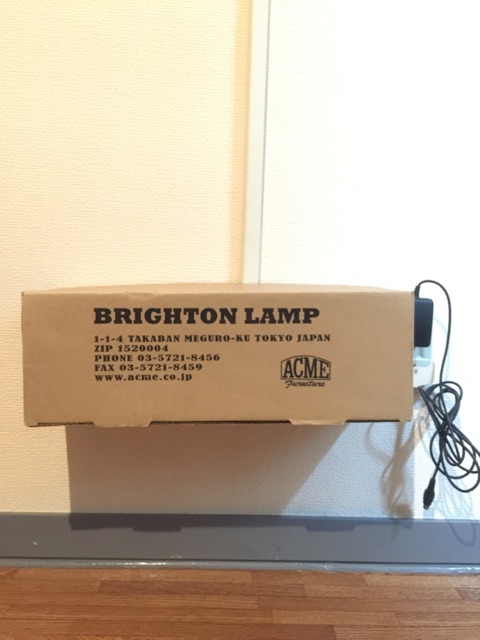 BRIGHTON LAMP
1-1-4 TAKABAN MEGURO-KU TOKYO JAPAN
ZIP 1520004
PHONE 03-5721-8456
FAX 03-5721-8459
www.acme.co.jp
ACME
Furniture